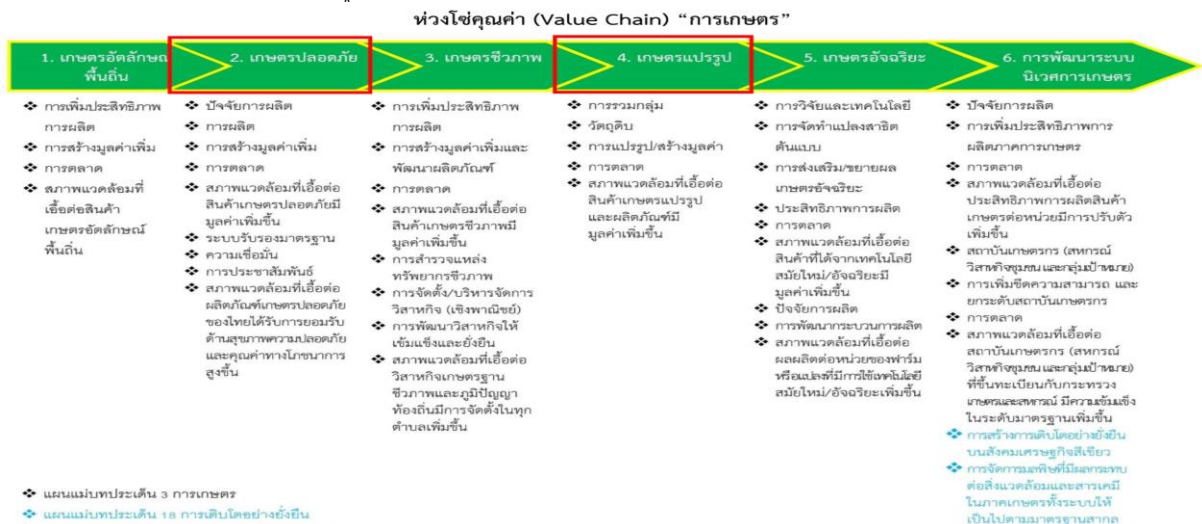 ห่วงโซ่คุณค่า (Value Chain) “การเกษตร”
1. เกษตรอัตลักษณ์
พื้นถิ่น
2. เกษตรปลอดภัย
3. เกษตรชีวภาพ
4. เกษตรแปรรูป
5. เกษตรอัจฉริยะ
6. การพัฒนาระบบ
นิเวศการเกษตร
❖ การเพิ่มประสิทธิภาพ
การผลิต
❖ การสร้างมูลค่าเพิ่ม
❖ การตลาด
❖ สภาพแวดล้อมที่
เอื้อต่อสินค้า
เกษตรอัตลักษณ์
พื้นถิ่น
❖ ปัจจัยการผลิต
❖ การผลิต
❖ การสร้างมูลค่าเพิ่ม
❖ การตลาด
❖ สภาพแวดล้อมที่เอื้อต่อ
สินค้าเกษตรปลอดภัยมี
มูลค่าเพิ่มขึ้น
❖ ระบบรับรองมาตรฐาน
❖ ความเชื่อมั่น
❖ การประชาสัมพันธ์
❖ สภาพแวดล้อมที่เอื้อต่อ
ผลิตภัณฑ์เกษตรปลอดภัย
ของไทยได้รับการยอมรับ
ด้านสุขภาพความปลอดภัย
และคุณค่าทางโภชนาการ
สูงขึ้น
❖ การเพิ่มประสิทธิภาพ
การผลิต
❖ การสร้างมูลค่าเพิ่มและ
พัฒนาผลิตภัณฑ์
❖ การตลาด
❖ สภาพแวดล้อมที่เอื้อต่อ
สินค้าเกษตรชีวภาพมี
มูลค่าเพิ่มขึ้น
❖ การสำรวจแหล่ง
ทรัพยากรชีวภาพ
❖ การจัดตั้ง/บริหารจัดการ
วิสาหกิจ (เชิงพาณิชย์)
❖ การพัฒนาวิสาหกิจให้
เข้มแข็งและยั่งยืน
❖ สภาพแวดล้อมที่เอื้อต่อ
วิสาหกิจเกษตรฐาน
ชีวภาพและภูมิปัญญา
ท้องถิ่นมีการจัดตั้งในทุก
ตำบลเพิ่มขึ้น
❖ การรวมกลุ่ม
❖ วัตถุดิบ
❖ การแปรรูป/สร้างมูลค่า
❖ การตลาด
❖ สภาพแวดล้อมที่เอื้อต่อ
สินค้าเกษตรแปรรูป
และผลิตภัณฑ์มี
มูลค่าเพิ่มขึ้น
❖ การวิจัยและเทคโนโลยี
❖ การจัดทำแปลงสาธิต
ต้นแบบ
❖ การส่งเสริม/ขยายผล
เกษตรอัจฉริยะ
❖ ประสิทธิภาพการผลิต
❖ การตลาด
❖ สภาพแวดล้อมที่เอื้อต่อ
สินค้าที่ได้จากเทคโนโลยี
สมัยใหม่/อัจฉริยะมี
มูลค่าเพิ่มขึ้น
❖ ปัจจัยการผลิต
❖ การพัฒนากระบวนการผลิต
❖ สภาพแวดล้อมที่เอื้อต่อ
ผลผลิตต่อหน่วยของฟาร์ม
หรือแปลงที่มีการใช้เทคโนโลยี
สมัยใหม่/อัจฉริยะเพิ่มขึ้น
❖ ปัจจัยการผลิต
❖ การเพิ่มประสิทธิภาพการ
ผลิตภาคการเกษตร
❖ การตลาด
❖ สภาพแวดล้อมที่เอื้อต่อ
ประสิทธิภาพการผลิตสินค้า
เกษตรต่อหน่วยมีการปรับตัว
เพิ่มขึ้น
❖ สถาบันเกษตรกร (สหกรณ์
วิสาหกิจชุมชน และกลุ่มเป้าหมาย)
❖ การเพิ่มขีดความสามารถ และ
ยกระดับสถาบันเกษตรกร
❖ การตลาด
❖ สภาพแวดล้อมที่เอื้อต่อ
สถาบันเกษตรกร (สหกรณ์
วิสาหกิจชุมชน และกลุ่มเป้าหมาย)
ที่ขึ้นทะเบียนกับกระทรวง
เกษตรและสหกรณ์ มีความเข้มแข็ง
ในระดับมาตรฐานเพิ่มขึ้น
❖ การสร้างการเติบโตอย่างยั่งยืน
บนสังคมเศรษฐกิจสีเขียว
❖ การจัดการมลพิษที่มีผลกระทบ
ต่อสิ่งแวดล้อมและสารเคมี
ในภาคเกษตรทั้งระบบให้
เป็นไปตามมาตรฐานสากล
❖ แผนแม่บทประเด็น 3 การเกษตร
❖ แผนแม่บทประเด็น 18 การเติบโตอย่างยั่งยืน